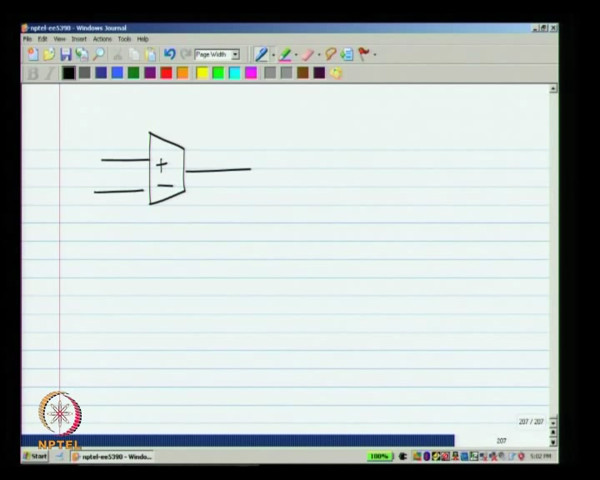 nptel-ee5390 - Windows Journal
File Edit View Insert Actions Tools Help
Page Width
B I
+
−
207 / 207
207
NPTEL
Start
nptel-ee5390 - Windo...
100%
5:02 PM